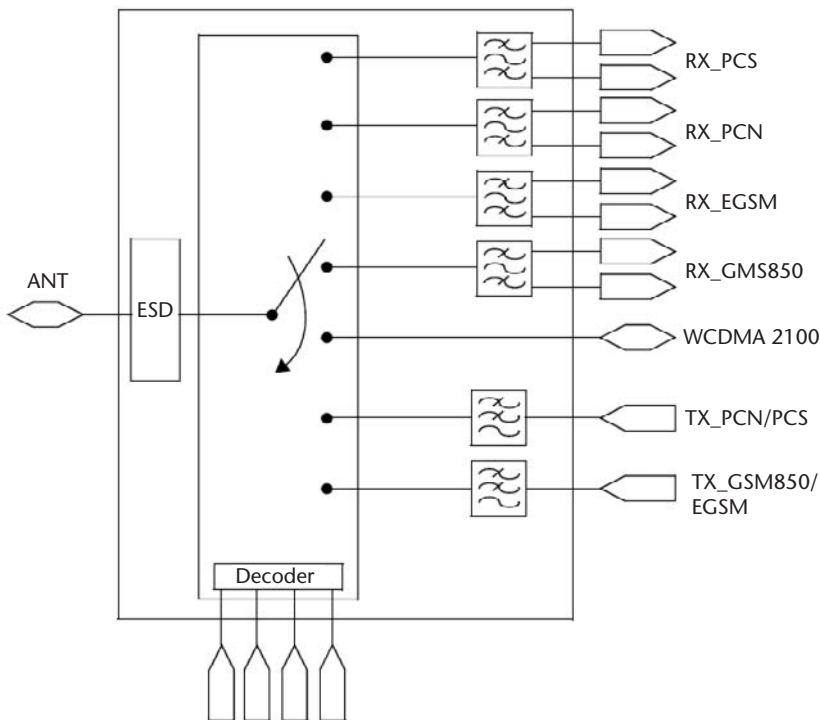 RX_PCS
RX_PCN
RX_EGSM
RX_GMS850
ANT
ESD
WCDMA 2100
TX_PCN/PCS
TX_GSM850/
EGSM
Decoder